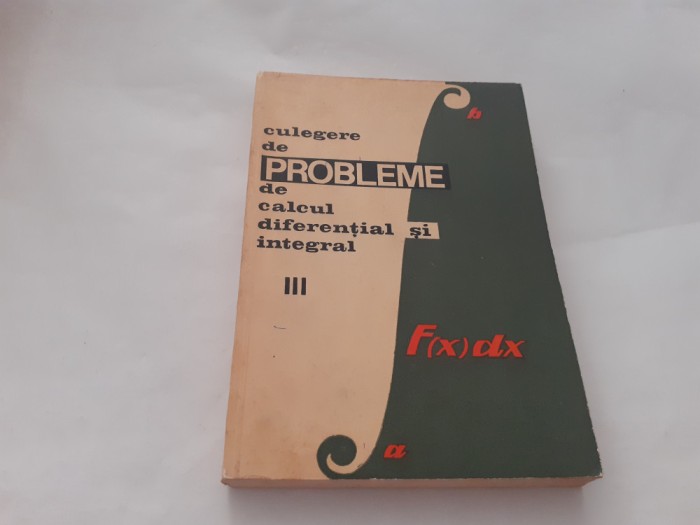 culegere
de
PROBLEME
de
calcul
diferențial și
integral
III
b
F(x)dx
a